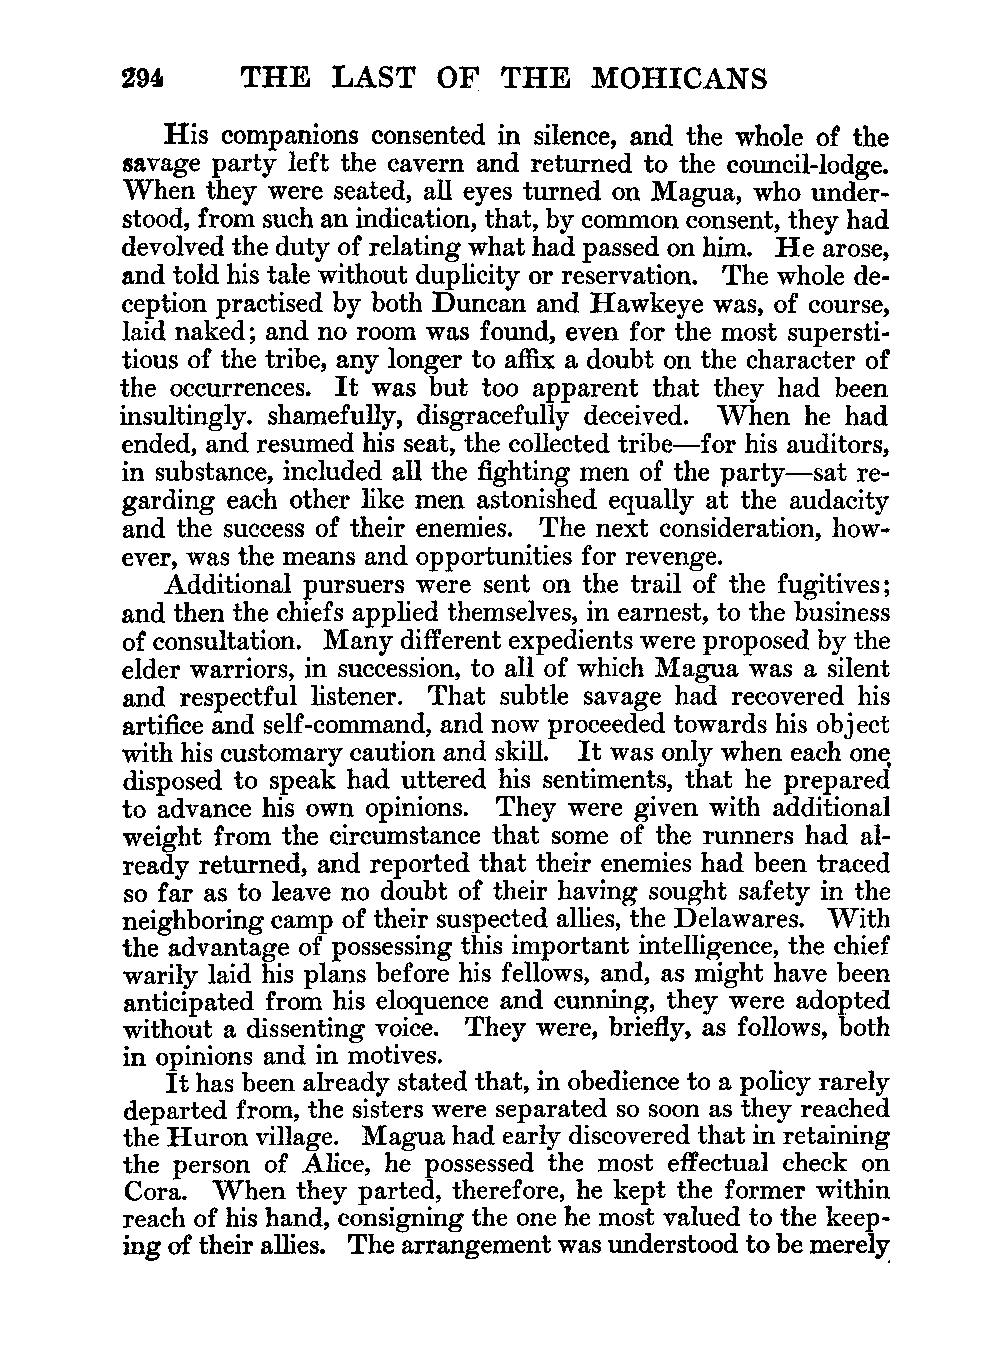 294 THE LAST OF THE MOHICANS
His companions consented in silence, and the whole of the
savage party left the cavern and returned to the council-lodge.
When they were seated, all eyes turned on Magua, who under-
stood, from such an indication, that, by common consent, they had
devolved the duty of relating what had passed on him. He arose,
and told his tale without duplicity or reservation. The whole de-
ception practised by both Duncan and Hawkeye was, of course,
laid naked; and no room was found, even for the most supersti-
tious of the tribe, any longer to affix a doubt on the character of
the occurrences. It was but too apparent that they had been
insultingly. shamefully, disgracefully deceived. When he had
ended, and resumed his seat, the collected tribe—for his auditors,
in substance, included all the fighting men of the party—sat re-
garding each other like men astonished equally at the audacity
and the success of their enemies. The next consideration, how-
ever, was the means and opportunities for revenge.
Additional pursuers were sent on the trail of the fugitives;
and then the chiefs applied themselves, in earnest, to the business
of consultation. Many different expedients were proposed by the
elder warriors, in succession, to all of which Magua was a silent
and respectful listener. That subtle savage had recovered his
artifice and self-command, and now proceeded towards his object
with his customary caution and skill. It was only when each one
disposed to speak had uttered his sentiments, that he prepared
to advance his own opinions. They were given with additional
weight from the circumstance that some of the runners had al-
ready returned, and reported that their enemies had been traced
so far as to leave no doubt of their having sought safety in the
neighboring camp of their suspected allies, the Delawares. With
the advantage of possessing this important intelligence, the chief
warily laid his plans before his fellows, and, as might have been
anticipated from his eloquence and cunning, they were adopted
without a dissenting voice. They were, briefly, as follows, both
in opinions and in motives.
It has been already stated that, in obedience to a policy rarely
departed from, the sisters were separated so soon as they reached
the Huron village. Magua had early discovered that in retaining
the person of Alice, he possessed the most effectual check on
Cora. When they parted, therefore, he kept the former within
reach of his hand, consigning the one he most valued to the keep-
ing of their allies. The arrangement was understood to be merely